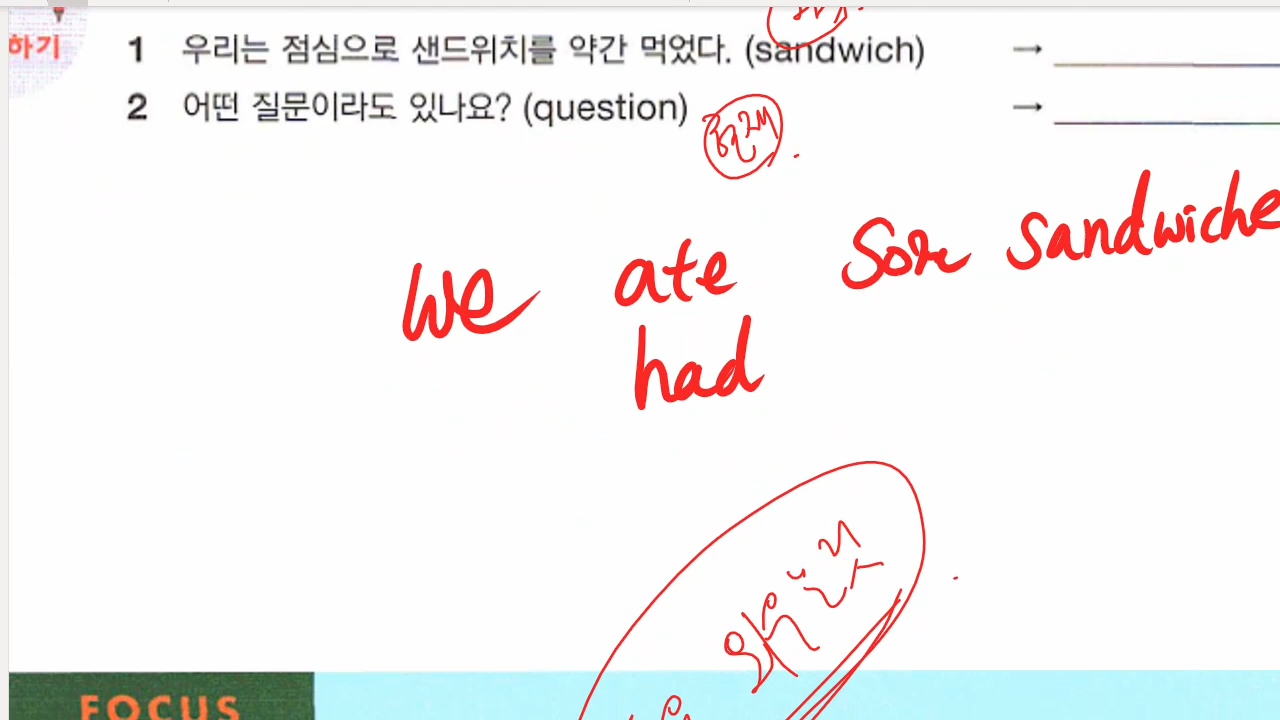 하기
1 우리는 점심으로 샌드위치를 약간 먹었다. (sandwich) →
2 어떤 질문이라도 있나요? (question) →
현재
We ate some sandwiche
had
FOCUS